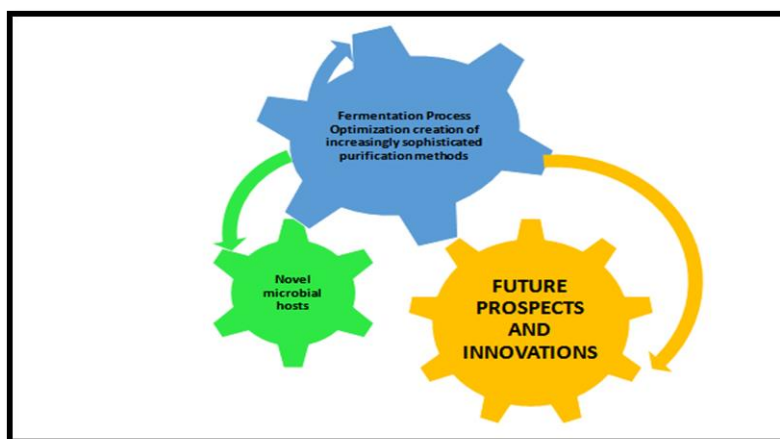 Fermentation Process
Optimization creation of
increasingly sophisticated
purification methods
Novel
microbial
hosts
FUTURE
PROSPECTS
AND
INNOVATIONS